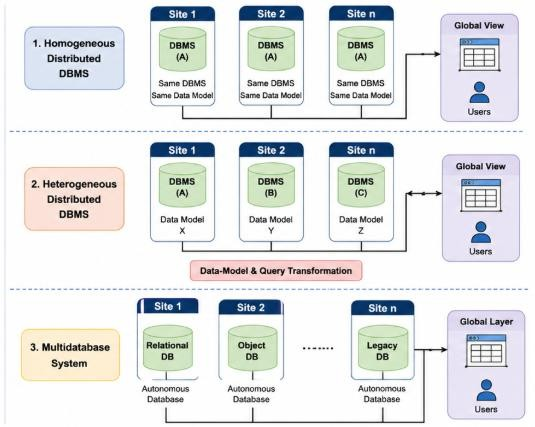 Site 1
Site 2
Site n
Global View
1. Homogeneous
Distributed
DBMS
DBMS
(A)
DBMS
(A)
DBMS
(A)
Same DBMS
Same Data Model
Same DBMS
Same Data Model
Same DBMS
Same Data Model
Users
Site 1
Site 2
Site n
Global View
2. Heterogeneous
Distributed
DBMS
DBMS
(A)
DBMS
(B)
DBMS
(C)
Data Model
X
Data Model
Y
Data Model
Z
Users
Data-Model & Query Transformation
Site 1
Site 2
Site n
Global Layer
3. Multidatabase
System
Relational
DB
Object
DB
.......
Legacy
DB
Autonomous
Database
Autonomous
Database
Autonomous
Database
Users